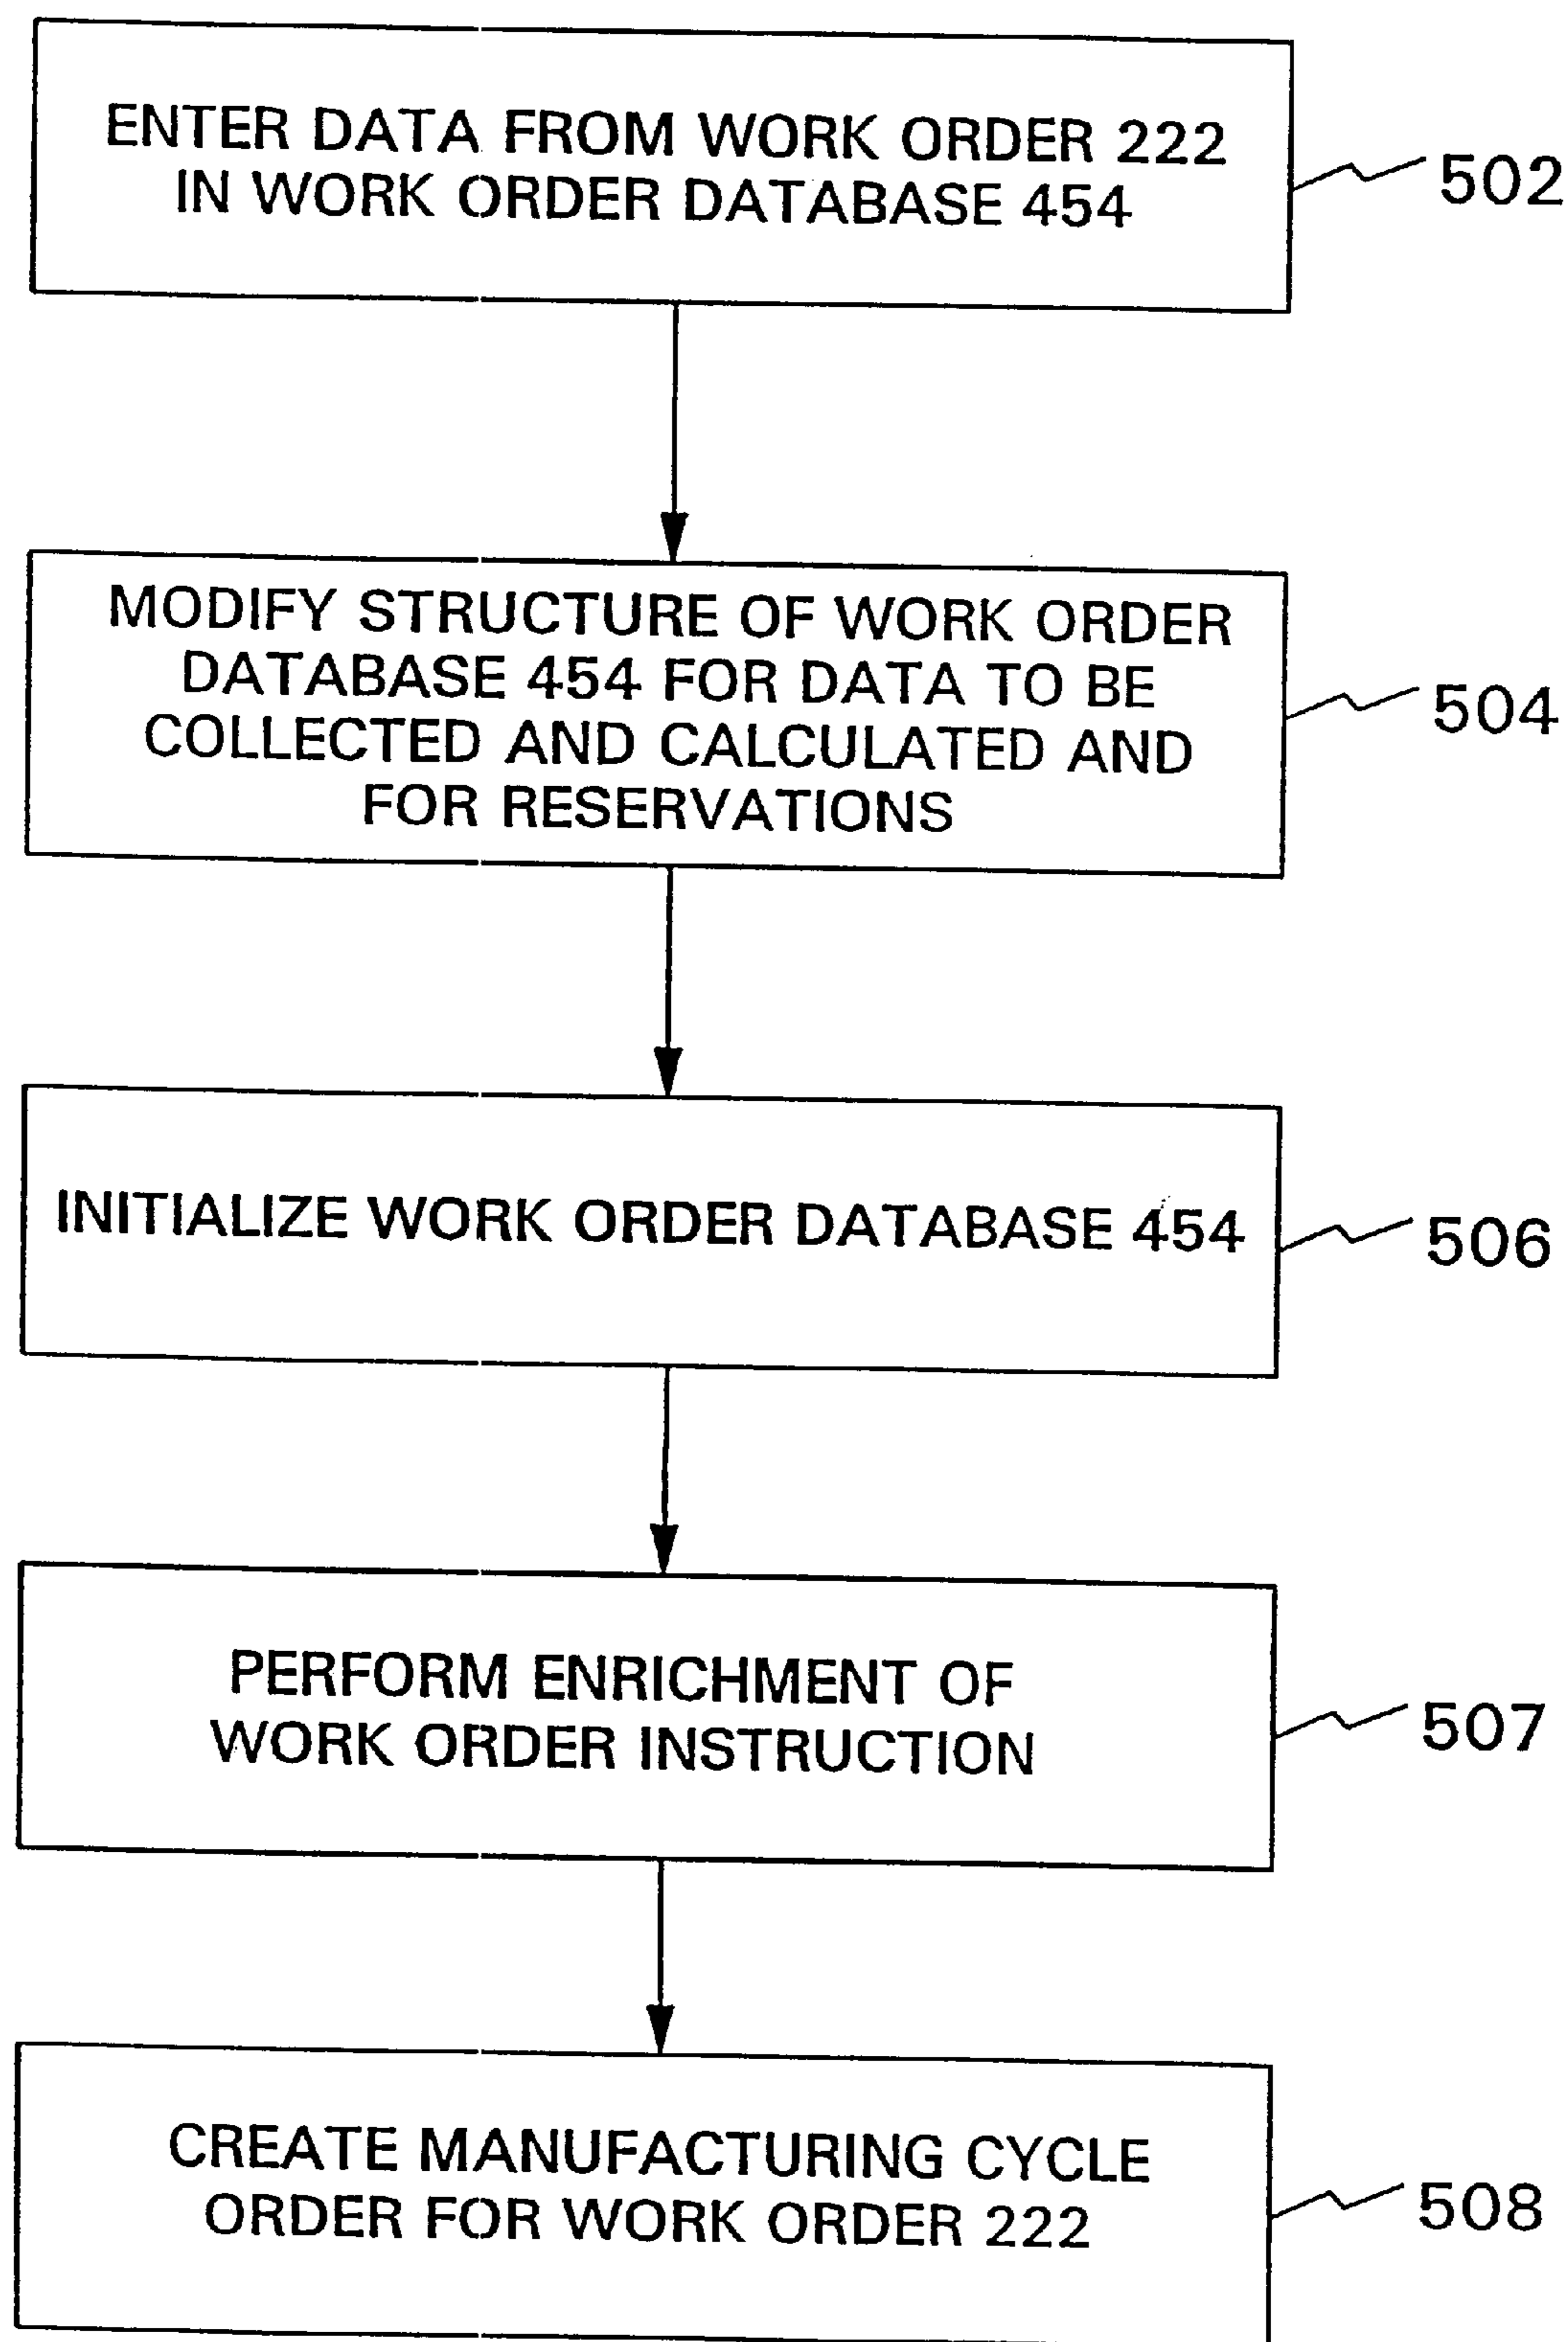 ENTER DATA FROM WORK ORDER 222
IN WORK ORDER DATABASE 454
502
MODIFY STRUCTURE OF WORK ORDER
DATABASE 454 FOR DATA TO BE
COLLECTED AND CALCULATED AND
FOR RESERVATIONS
504
INITIALIZE WORK ORDER DATABASE 454
506
PERFORM ENRICHMENT OF
WORK ORDER INSTRUCTION
507
CREATE MANUFACTURING CYCLE
ORDER FOR WORK ORDER 222
508